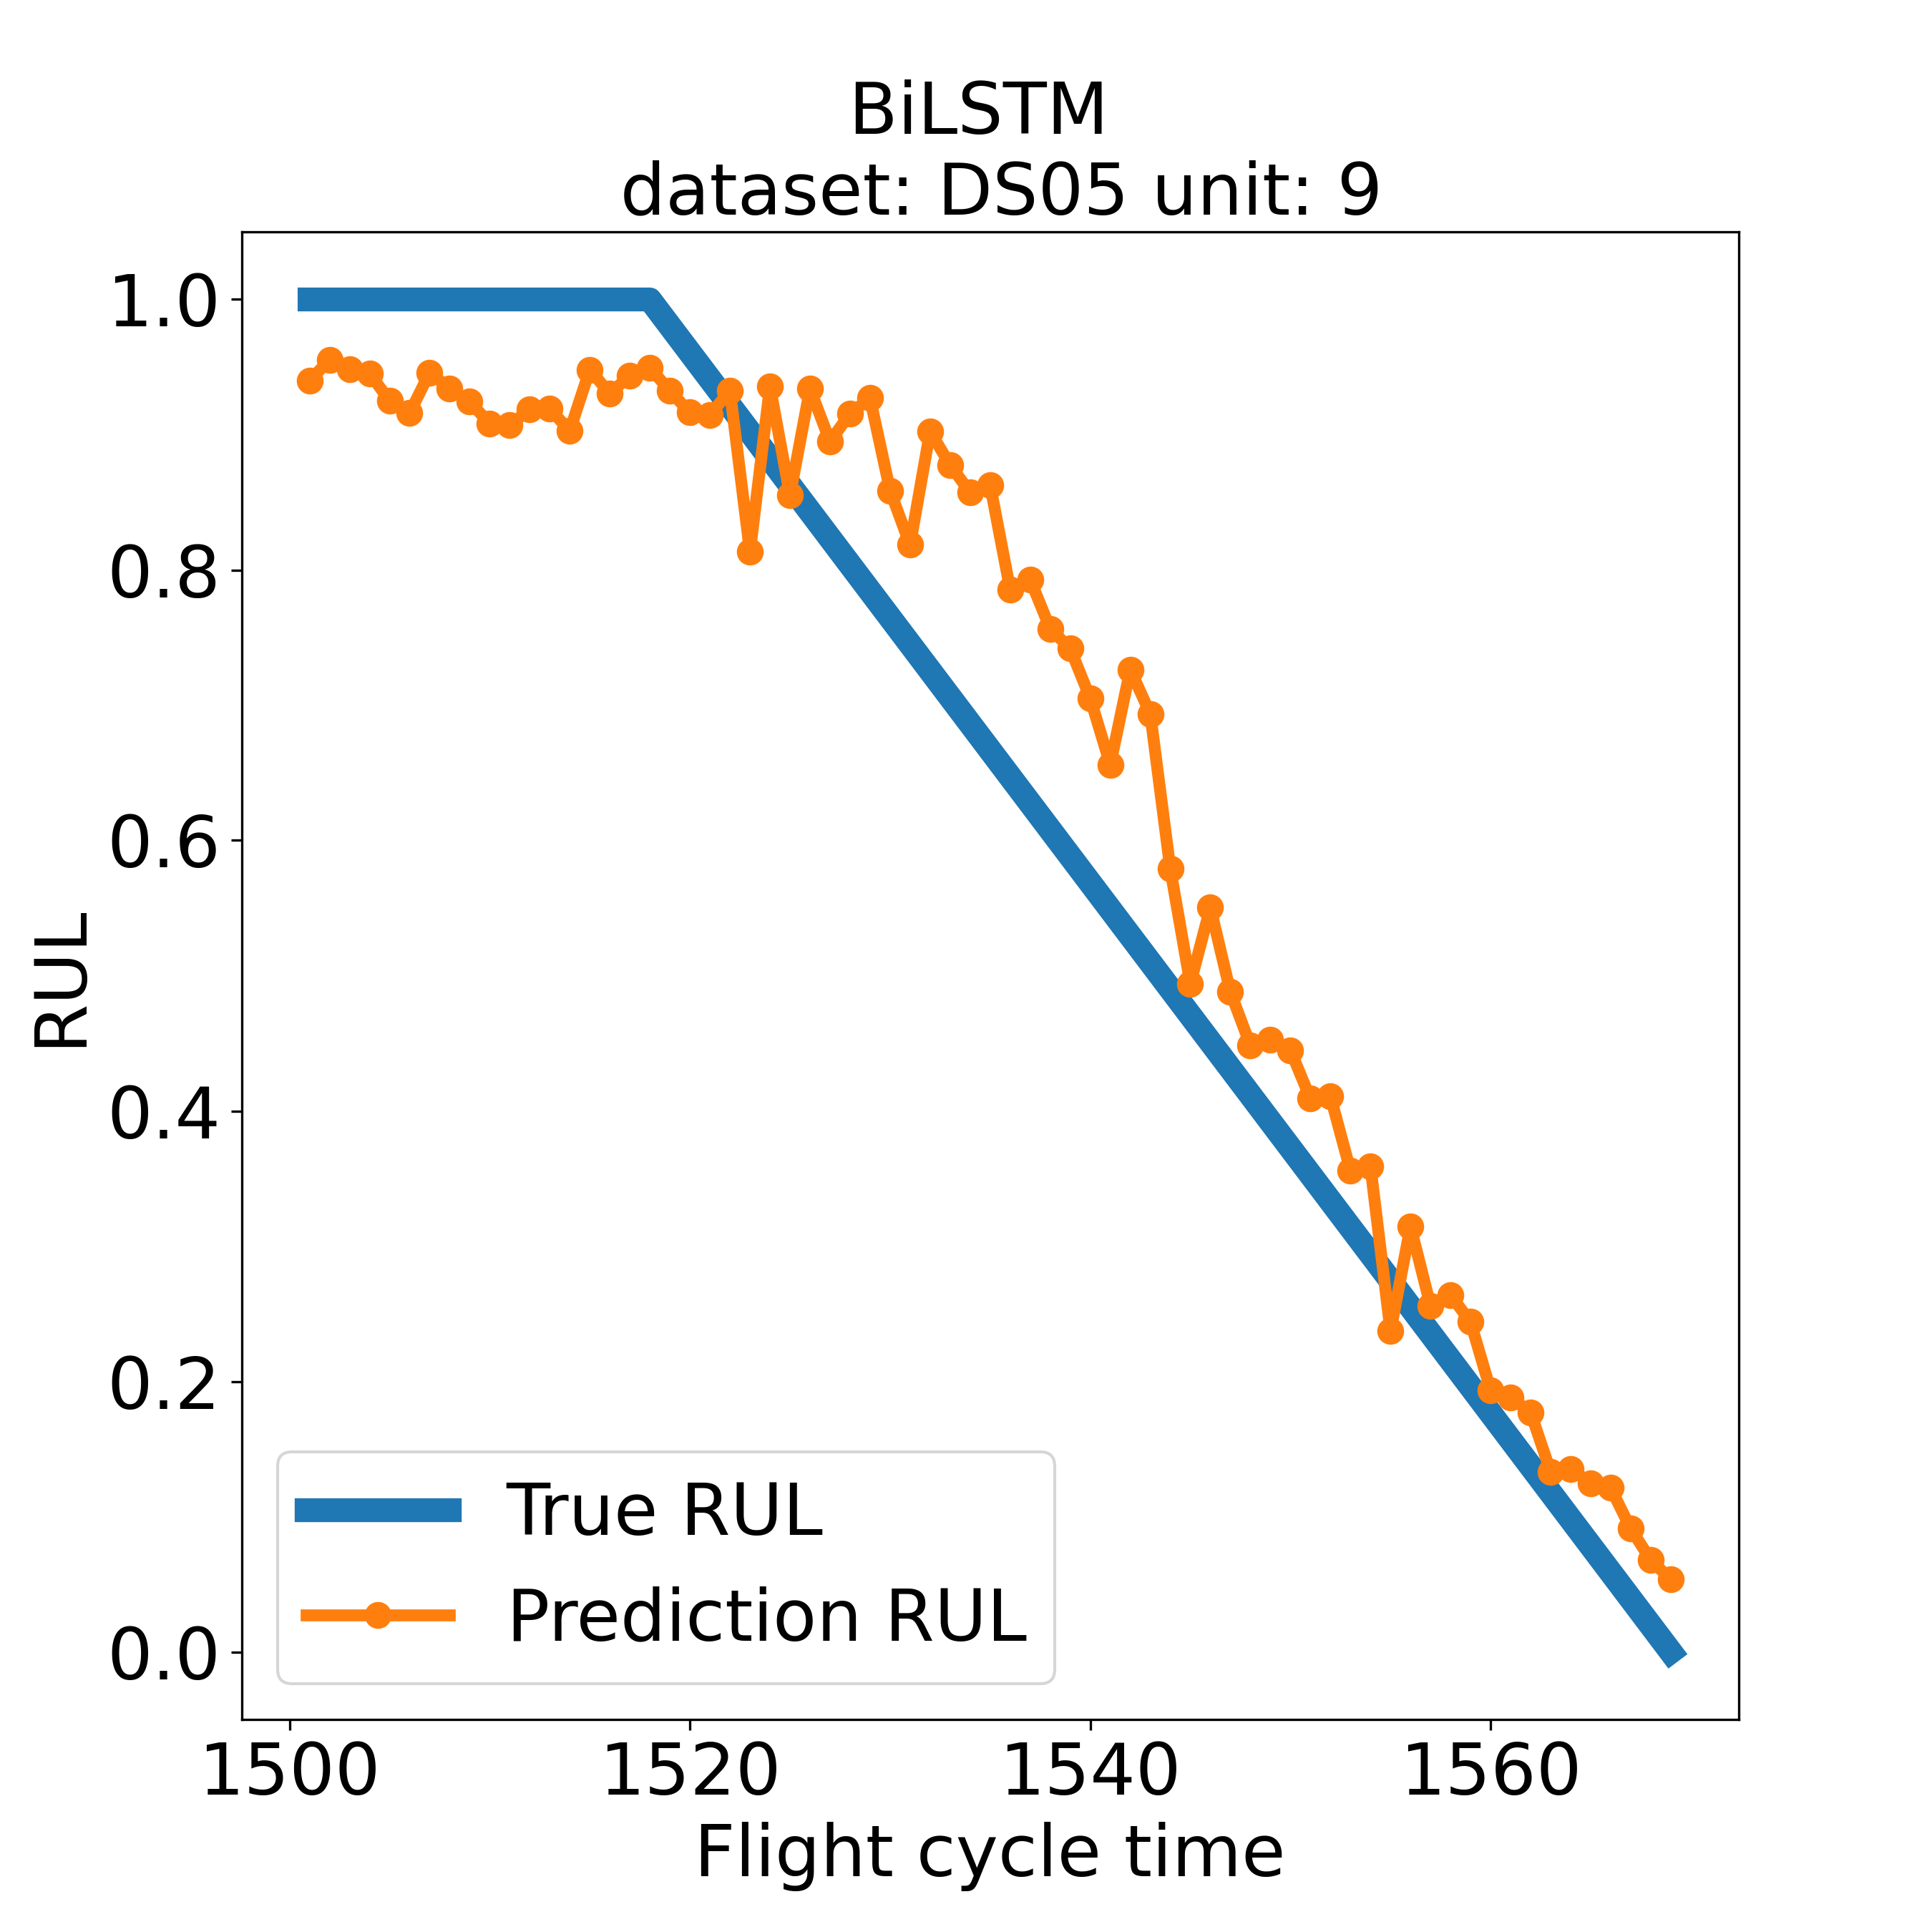 BiLSTM
dataset: DS05 unit: 9
1.0
0.8
0.6
0.4
0.2
0.0
RUL
True RUL
Prediction RUL
1500 1520 1540 1560
Flight cycle time